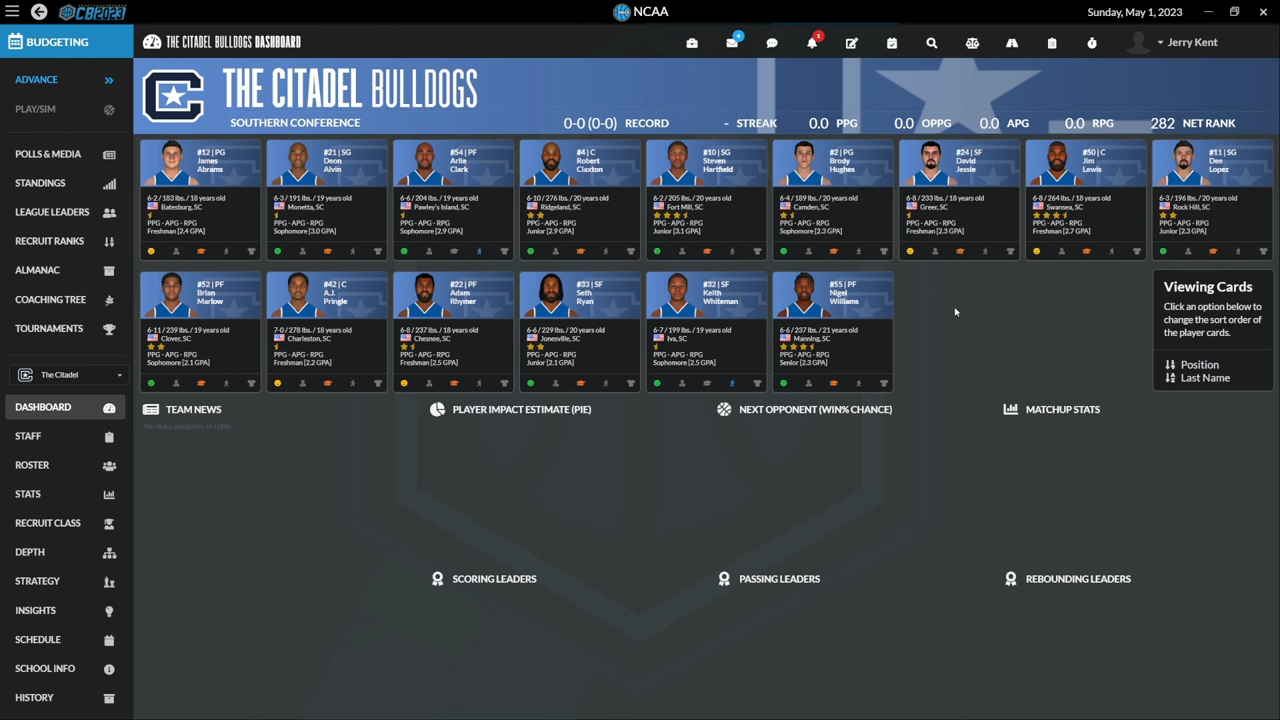 CB2023
NCAA
Sunday, May 1, 2023
BUDGETING
THE CITADEL BULLDOGS DASHBOARD
4
1
Jerry Kent
ADVANCE
PLAY/SIM
POLLS & MEDIA
STANDINGS
LEAGUE LEADERS
RECRUIT RANKS
ALMANAC
COACHING TREE
TOURNAMENTS
The Citadel
DASHBOARD
STAFF
ROSTER
STATS
RECRUIT CLASS
DEPTH
STRATEGY
INSIGHTS
SCHEDULE
SCHOOL INFO
HISTORY
THE CITADEL BULLDOGS
SOUTHERN CONFERENCE
0-0 (0-0) RECORD
- STREAK
0.0 PPG
0.0 OPPG
0.0 APG
0.0 RPG
282 NET RANK
#12 | PG
James
Abrams
6-2 / 183 lbs. / 18 years old
Batesburg, SC
PPG - APG - RPG
Freshman [2.4 GPA]
#21 | SG
Deon
Alvin
6-3 / 191 lbs. / 19 years old
Monetta, SC
PPG - APG - RPG
Sophomore [3.0 GPA]
#54 | PF
Arlie
Clark
6-6 / 204 lbs. / 19 years old
Pawley's Island, SC
PPG - APG - RPG
Sophomore [2.9 GPA]
#4 | C
Robert
Claxton
6-10 / 276 lbs. / 20 years old
Ridgeland, SC
PPG - APG - RPG
Junior [2.9 GPA]
#10 | SG
Steven
Hartfield
6-2 / 205 lbs. / 20 years old
Fort Mill, SC
PPG - APG - RPG
Junior [3.1 GPA]
#2 | PG
Brody
Hughes
6-4 / 189 lbs. / 20 years old
Camden, SC
PPG - APG - RPG
Sophomore [2.3 GPA]
#24 | SF
David
Jessie
6-8 / 233 lbs. / 18 years old
Greer, SC
PPG - APG - RPG
Freshman [2.3 GPA]
#50 | C
Jim
Lewis
6-8 / 264 lbs. / 18 years old
Swansea, SC
PPG - APG - RPG
Freshman [2.7 GPA]
#11 | SG
Dee
Lopez
6-3 / 196 lbs. / 20 years old
Rock Hill, SC
PPG - APG - RPG
Junior [2.3 GPA]
#52 | PF
Brian
Marlow
6-11 / 239 lbs. / 19 years old
Clover, SC
PPG - APG - RPG
Sophomore [2.1 GPA]
#42 | C
A.J.
Pringle
7-0 / 278 lbs. / 18 years old
Charleston, SC
PPG - APG - RPG
Freshman [2.2 GPA]
#22 | PF
Adam
Rhymer
6-8 / 237 lbs. / 18 years old
Chesnee, SC
PPG - APG - RPG
Freshman [2.5 GPA]
#33 | SF
Seth
Ryan
6-6 / 229 lbs. / 20 years old
Jonesville, SC
PPG - APG - RPG
Junior [2.1 GPA]
#32 | SF
Keith
Whiteman
6-7 / 199 lbs. / 19 years old
Iva, SC
PPG - APG - RPG
Sophomore [2.5 GPA]
#55 | PF
Nigel
Williams
6-6 / 237 lbs. / 21 years old
Manning, SC
PPG - APG - RPG
Senior [2.3 GPA]
Viewing Cards
Click an option below to
change the sort order of
the player cards.
Position
Last Name
TEAM NEWS
No data available in table
PLAYER IMPACT ESTIMATE (PIE)
NEXT OPPONENT (WIN% CHANCE)
MATCHUP STATS
SCORING LEADERS
PASSING LEADERS
REBOUNDING LEADERS